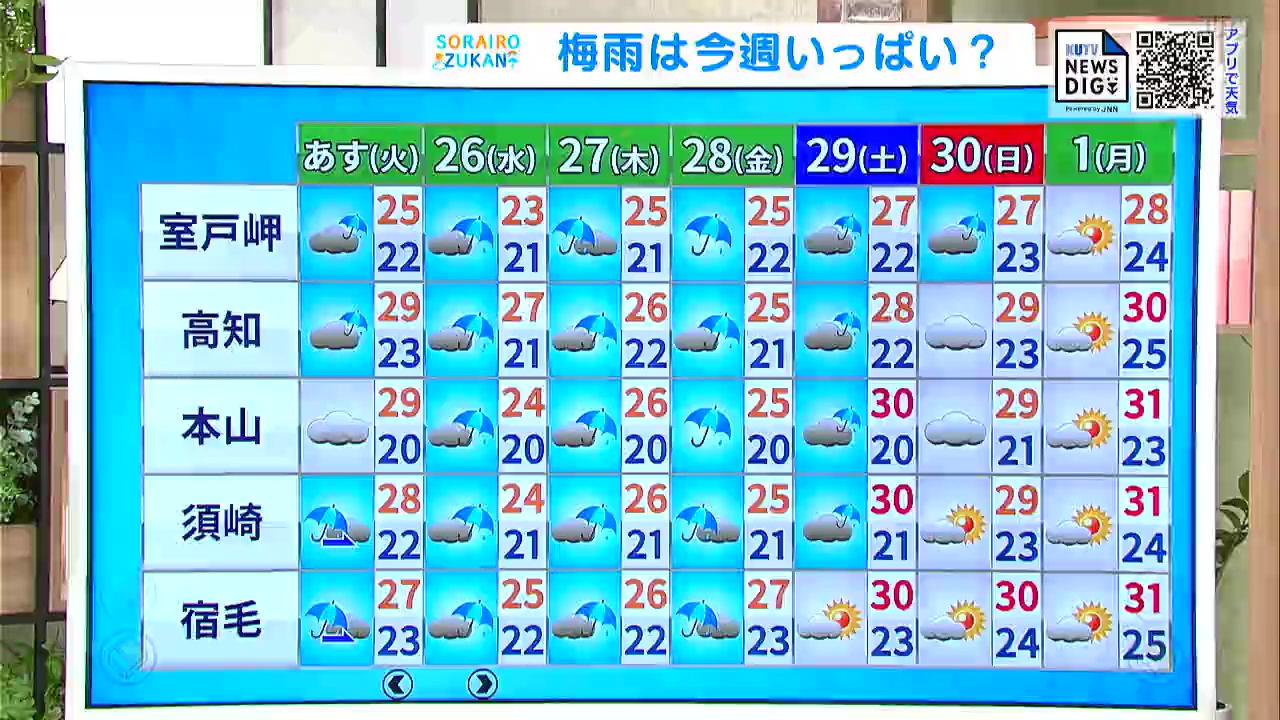 SORAIRO
ZUKAN
梅雨は今週いっぱい？
KUTV
NEWS
DIG
Powered by JNN
アプリで天気
あす(火) 26(水) 27(木) 28(金) 29(土) 30(日) 1(月)
室戸岬 25 22 23 21 25 21 25 22 27 22 27 23 28 24
高知 29 23 27 21 26 22 25 21 28 22 29 23 30 25
本山 29 20 24 20 26 20 25 20 30 20 29 21 31 23
須崎 28 22 24 21 26 21 25 21 30 21 29 23 31 24
宿毛 27 23 25 22 26 22 27 23 30 23 30 24 31 25